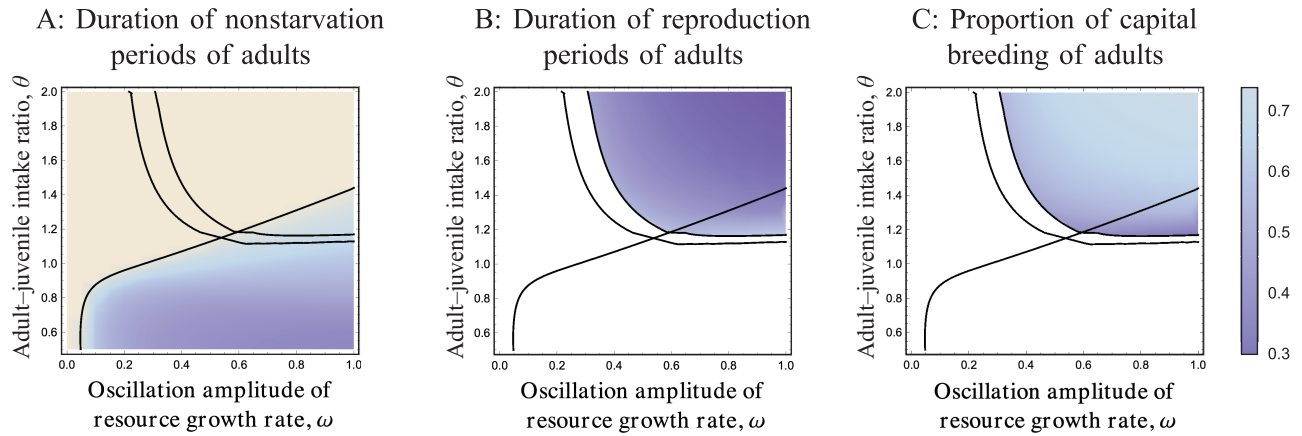 A: Duration of nonstarvation
periods of adults
B: Duration of reproduction
periods of adults
C: Proportion of capital
breeding of adults
Adult–juvenile intake ratio, θ
2.0
1.8
1.6
1.4
1.2
1.0
0.8
0.6
0.0 0.2 0.4 0.6 0.8 1.0
Oscillation amplitude of
resource growth rate, ω
Adult–juvenile intake ratio, θ
2.0
1.8
1.6
1.4
1.2
1.0
0.8
0.6
0.0 0.2 0.4 0.6 0.8 1.0
Oscillation amplitude of
resource growth rate, ω
Adult–juvenile intake ratio, θ
2.0
1.8
1.6
1.4
1.2
1.0
0.8
0.6
0.0 0.2 0.4 0.6 0.8 1.0
Oscillation amplitude of
resource growth rate, ω
0.7
0.6
0.5
0.4
0.3